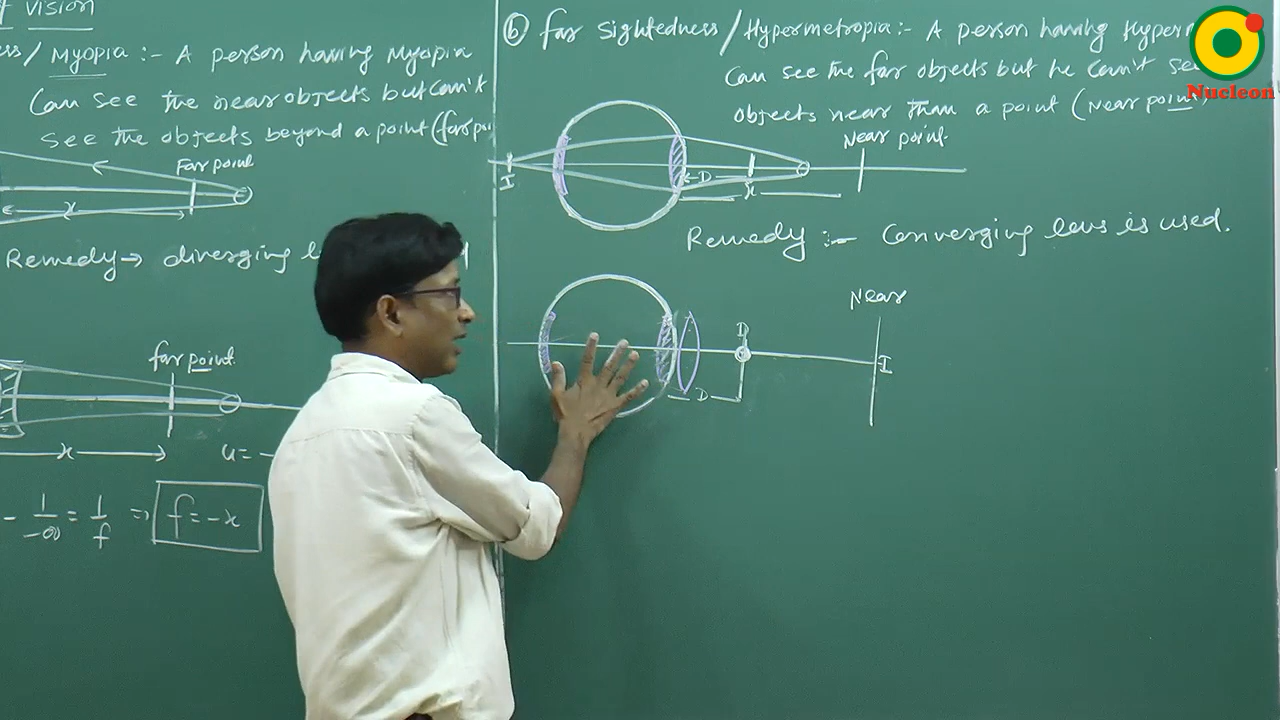 VISION
Myopia :- A person having Myopia
Can see the near objects but can't
see the objects beyond a point (far
Far point
x
Remedy → diverging
far point
x
u = -
- 1/-∞ = 1/f ⇒ f = -x
(b) Far Sightedness / Hypermetropia :- A person having
Can see the far objects but he can't
objects near than a point (Near point)
Near point
I
D
x
Remedy :- Converging lens is used.
Near
D
I
D
Nucleon